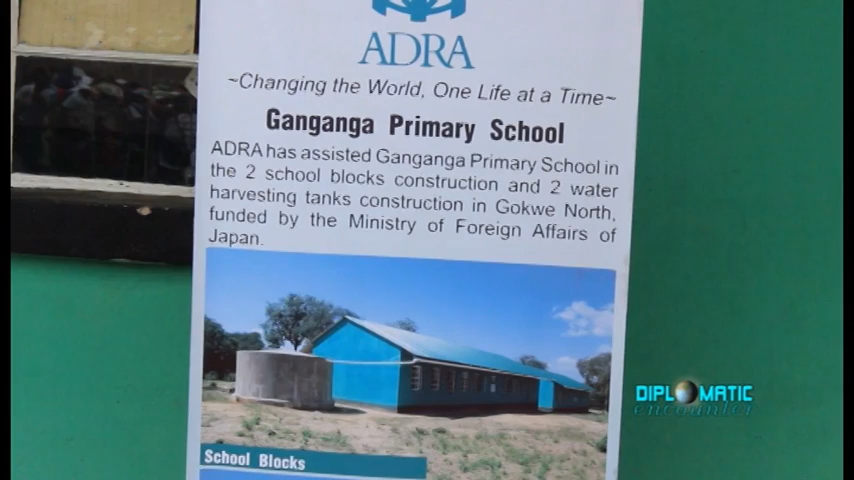 ADRA
~Changing the World, One Life at a Time~
Ganganga Primary School
ADRA has assisted Ganganga Primary School in
the 2 school blocks construction and 2 water
harvesting tanks construction in Gokwe North,
funded by the Ministry of Foreign Affairs of
Japan.
School Blocks
DIPLOMATIC
encounter